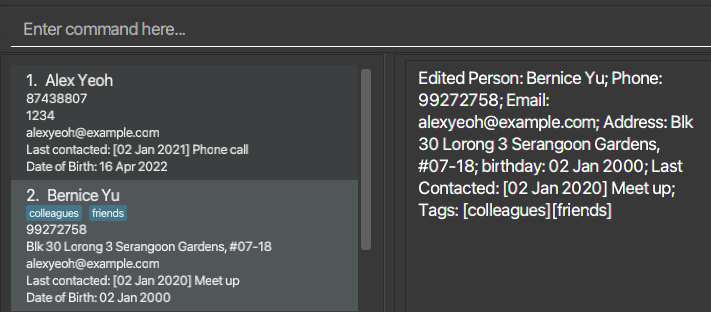 Enter command here...
1. Alex Yeoh
87438807
1234
alexyeoh@example.com
Last contacted: [02 Jan 2021] Phone call
Date of Birth: 16 Apr 2022
2. Bernice Yu
colleagues friends
99272758
Blk 30 Lorong 3 Serangoon Gardens, #07-18
alexyeoh@example.com
Last contacted: [02 Jan 2020] Meet up
Date of Birth: 02 Jan 2000
Edited Person: Bernice Yu; Phone:
99272758; Email:
alexyeoh@example.com; Address: Blk
30 Lorong 3 Serangoon Gardens,
#07-18; birthday: 02 Jan 2000; Last
Contacted: [02 Jan 2020] Meet up;
Tags: [colleagues][friends]